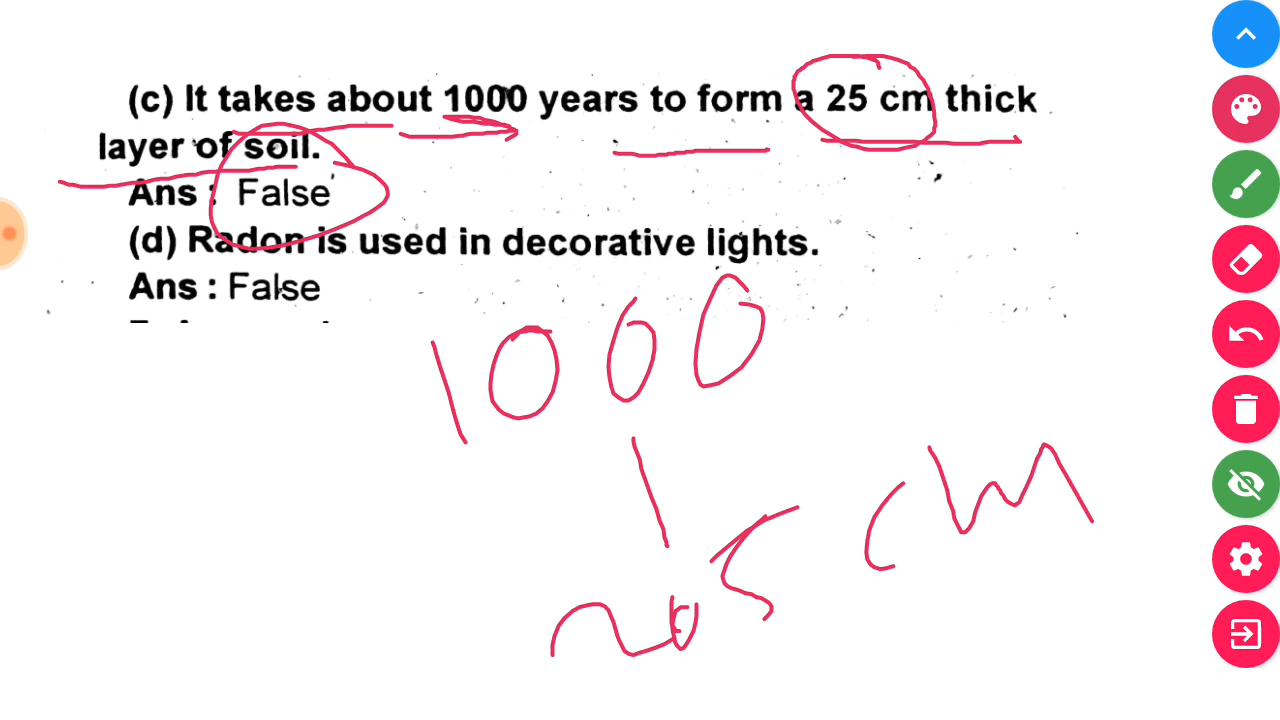 (c) It takes about 1000 years to form a 25 cm thick
layer of soil.
Ans : False
(d) Radon is used in decorative lights.
Ans : False
1000
cm